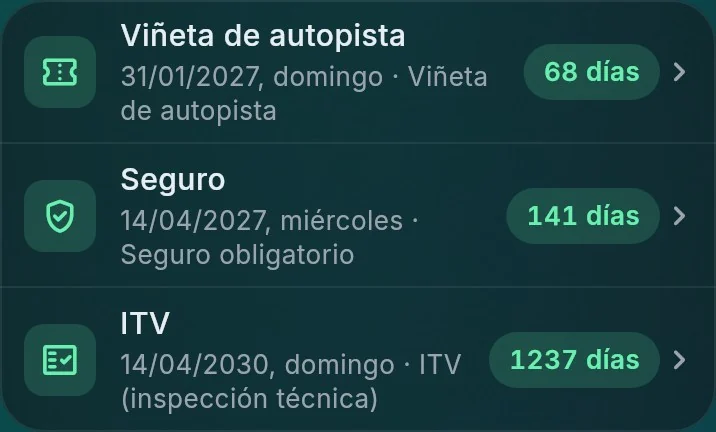 Viñeta de autopista
31/01/2027, domingo · Viñeta
de autopista
68 días
Seguro
14/04/2027, miércoles ·
Seguro obligatorio
141 días
ITV
14/04/2030, domingo · ITV
(inspección técnica)
1237 días